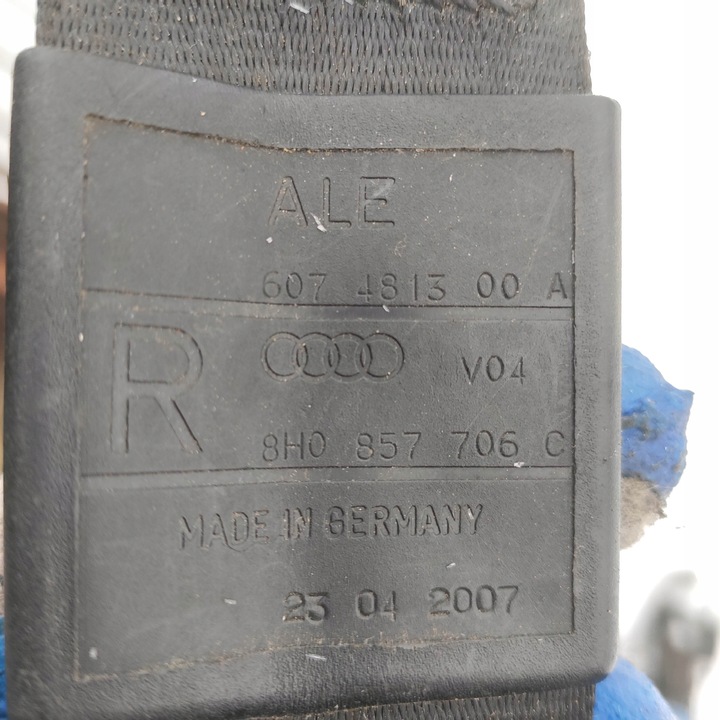 ALE
607 4813 00 A
R
V04
8H0 857 706 C
MADE IN GERMANY
23 04 2007